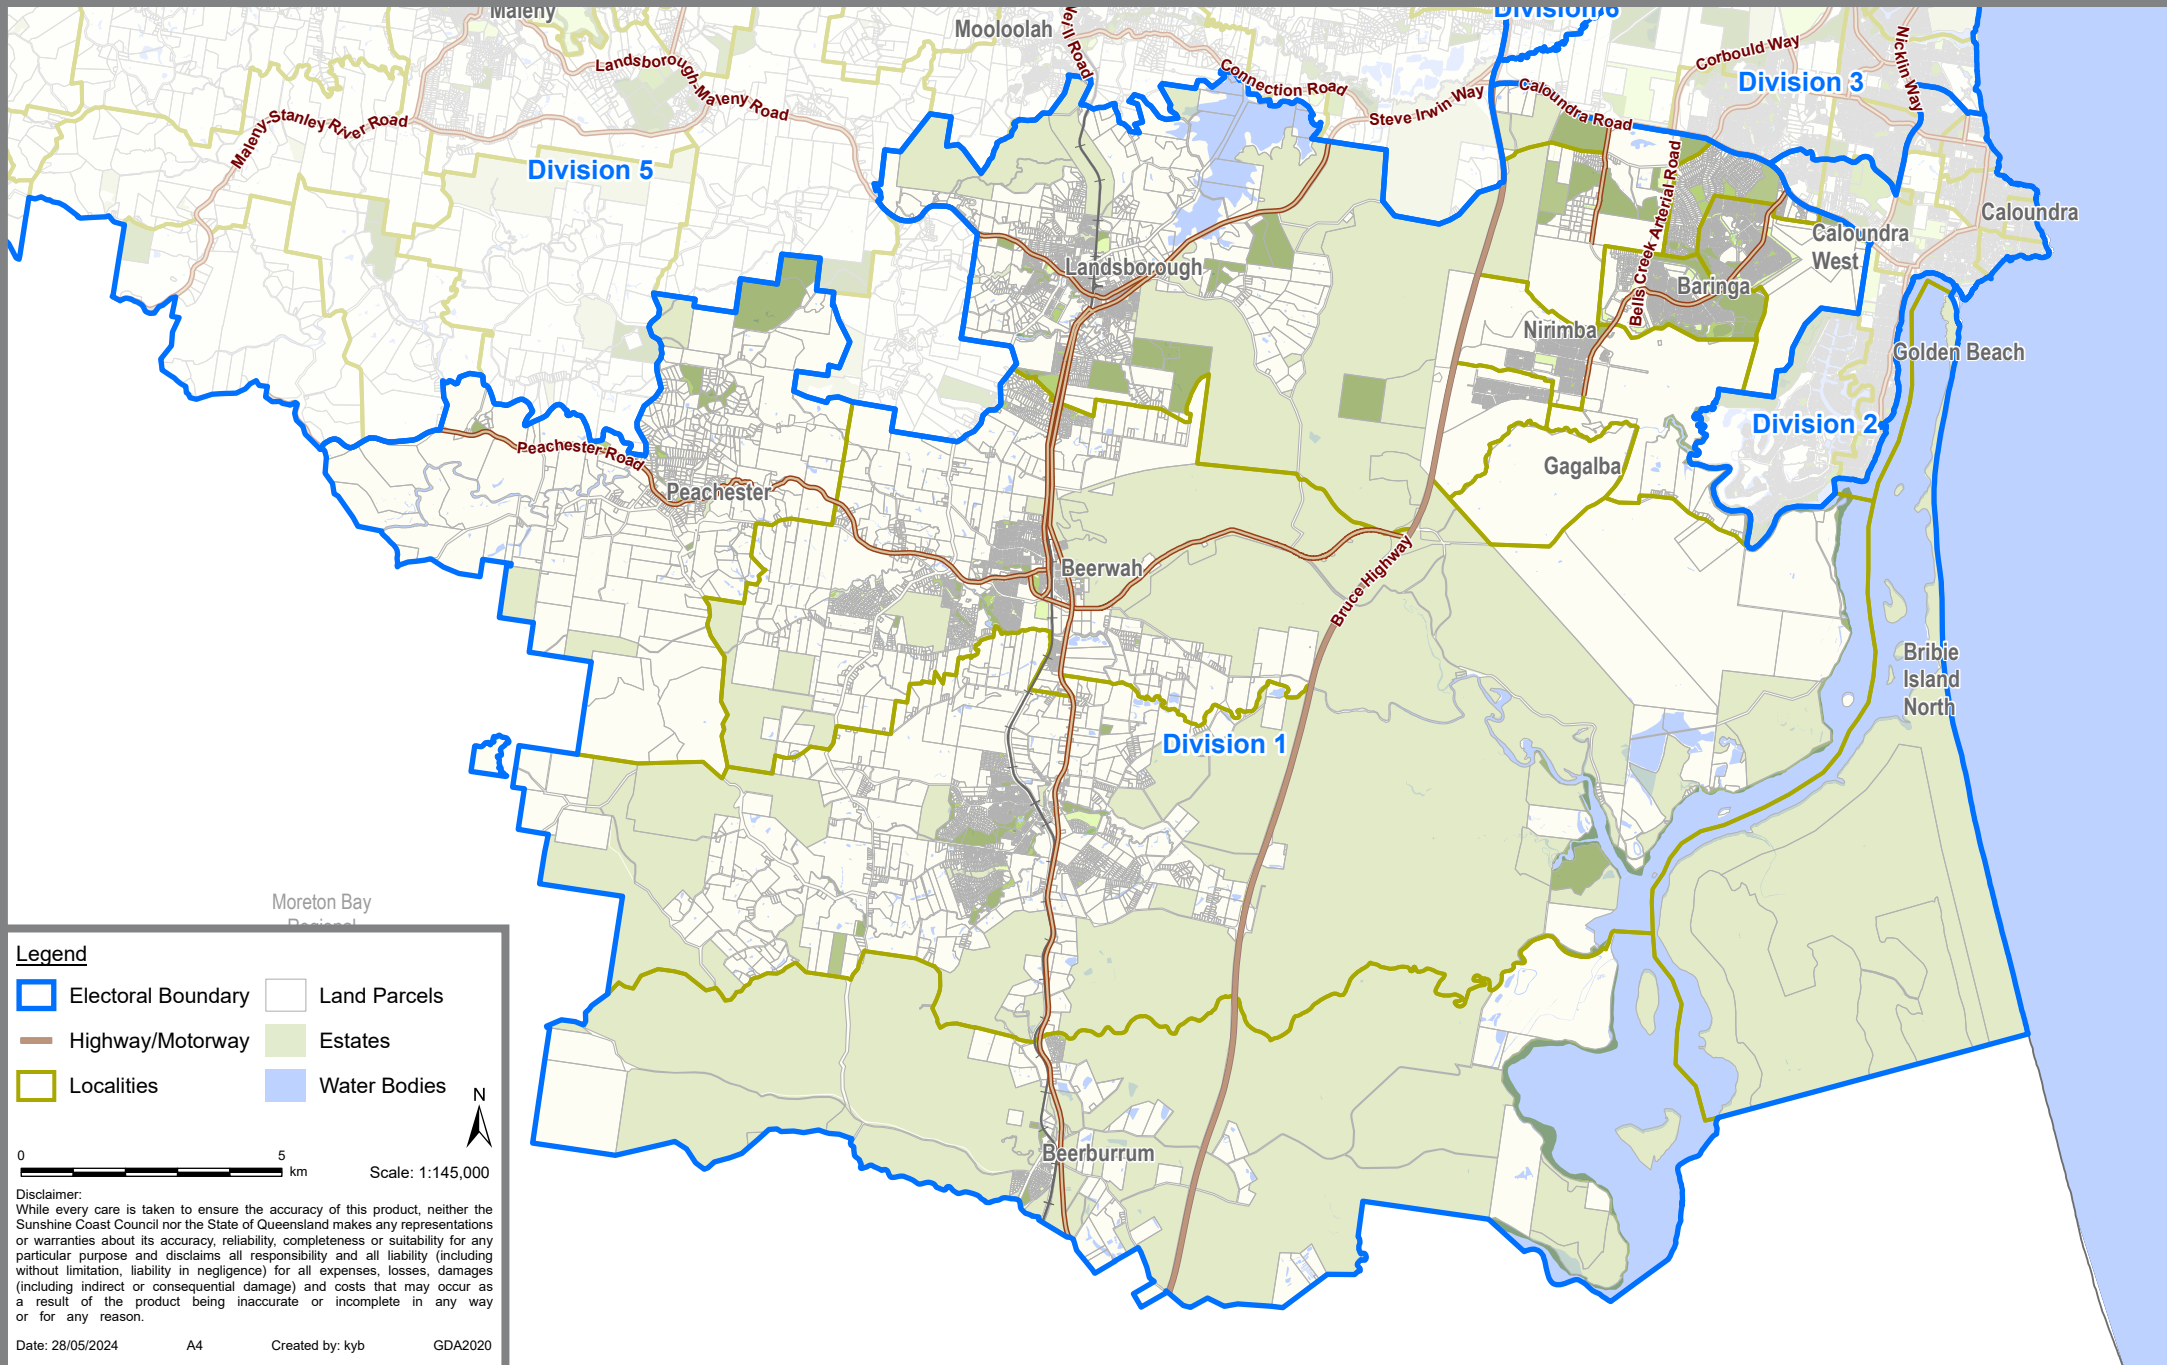 Maleny
Mooloolah
Division 6
Corbould Way
Nicklin Way
Landsborough-Maleny Road
Connection Road
Steve Irwin Way
Caloundra Road
Division 3
Maleny-Stanley River Road
Division 5
Bells Creek Arterial Road
Caloundra
Caloundra
West
Landsborough
Baringa
Nirimba
Golden Beach
Division 2
Peachester Road
Gagalba
Peachester
Beerwah
Bruce Highway
Bribie
Island
North
Division 1
Moreton Bay
Regional
Beerburrum
Legend
Electoral Boundary
Land Parcels
Highway/Motorway
Estates
Localities
Water Bodies
N
0 5
km
Scale: 1:145,000
Disclaimer:
While every care is taken to ensure the accuracy of this product, neither the
Sunshine Coast Council nor the State of Queensland makes any representations
or warranties about its accuracy, reliability, completeness or suitability for any
particular purpose and disclaims all responsibility and all liability (including
without limitation, liability in negligence) for all expenses, losses, damages
(including indirect or consequential damage) and costs that may occur as
a result of the product being inaccurate or incomplete in any way
or for any reason.
Date: 28/05/2024 A4 Created by: kyb GDA2020